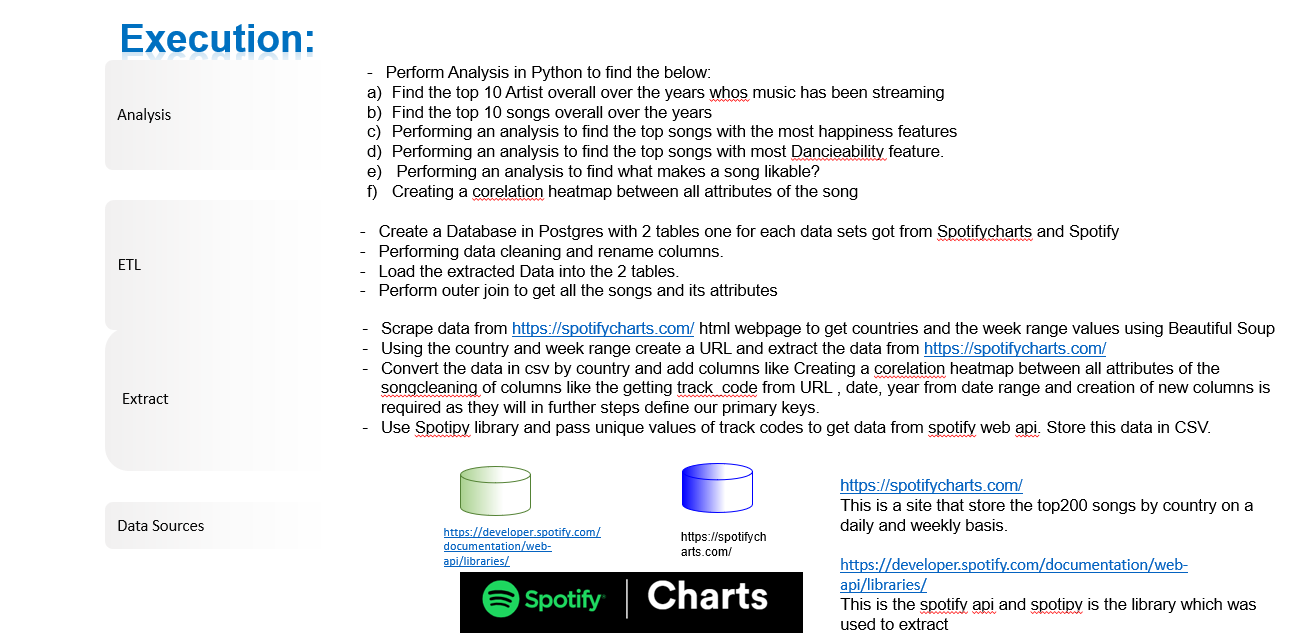 Execution:
Analysis
- Perform Analysis in Python to find the below:
a) Find the top 10 Artist overall over the years whos music has been streaming
b) Find the top 10 songs overall over the years
c) Performing an analysis to find the top songs with the most happiness features
d) Performing an analysis to find the top songs with most Dancieability feature.
e) Performing an analysis to find what makes a song likable?
f) Creating a corelation heatmap between all attributes of the song
ETL
- Create a Database in Postgres with 2 tables one for each data sets got from Spotifycharts and Spotify
- Performing data cleaning and rename columns.
- Load the extracted Data into the 2 tables.
- Perform outer join to get all the songs and its attributes
Extract
- Scrape data from https://spotifycharts.com/ html webpage to get countries and the week range values using Beautiful Soup
- Using the country and week range create a URL and extract the data from https://spotifycharts.com/
- Convert the data in csv by country and add columns like Creating a corelation heatmap between all attributes of the
songcleaning of columns like the getting track_code from URL , date, year from date range and creation of new columns is
required as they will in further steps define our primary keys.
- Use Spotipy library and pass unique values of track codes to get data from spotify web api. Store this data in CSV.
Data Sources
https://developer.spotify.com/
documentation/web-
api/libraries/
https://spotifych
arts.com/
Spotify | Charts
https://spotifycharts.com/
This is a site that store the top200 songs by country on a
daily and weekly basis.
https://developer.spotify.com/documentation/web-
api/libraries/
This is the spotify api and spotipy is the library which was
used to extract